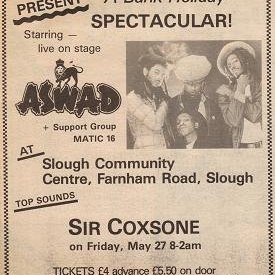 PRESENT
A Bank Holiday
SPECTACULAR!
Starring —
live on stage
ASWAD
+ Support Group
MATIC 16
AT
Slough Community
Centre, Farnham Road, Slough
TOP SOUNDS
SIR COXSONE
on Friday, May 27 8-2am
TICKETS £4 advance £5.50 on door